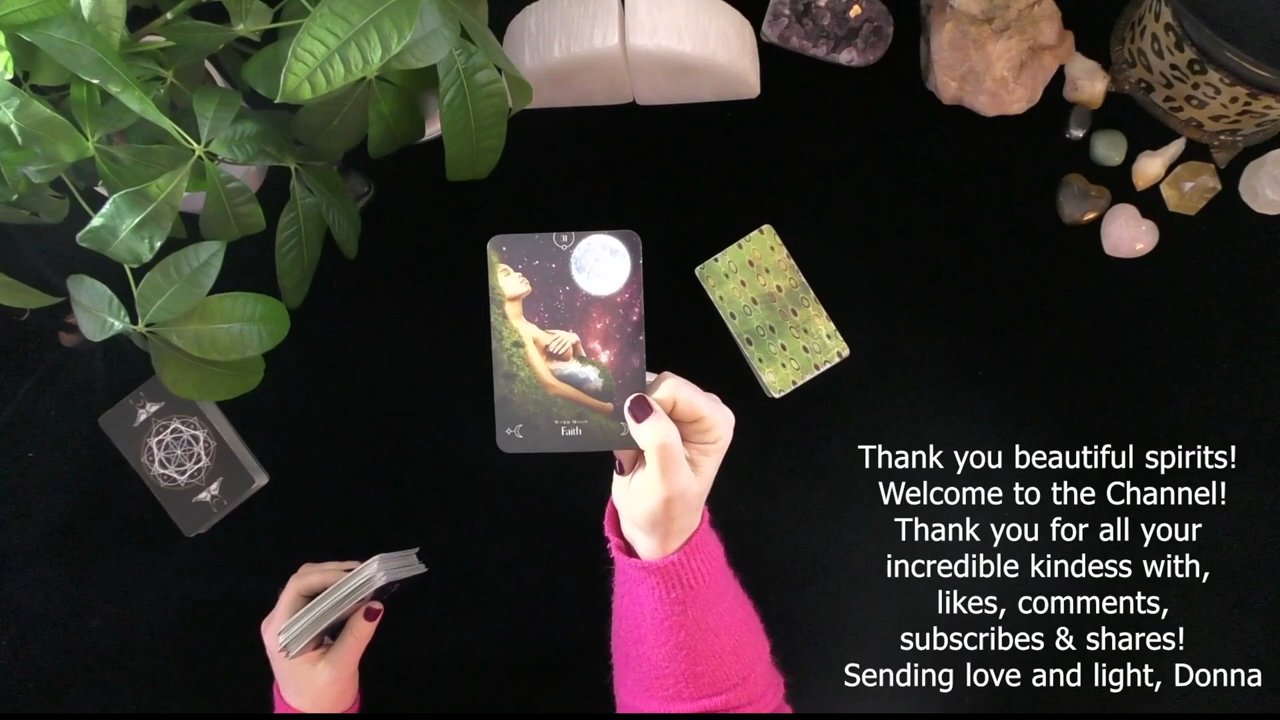 Faith
Thank you beautiful spirits!
Welcome to the Channel!
Thank you for all your
incredible kindess with,
likes, comments,
subscribes & shares!
Sending love and light, Donna